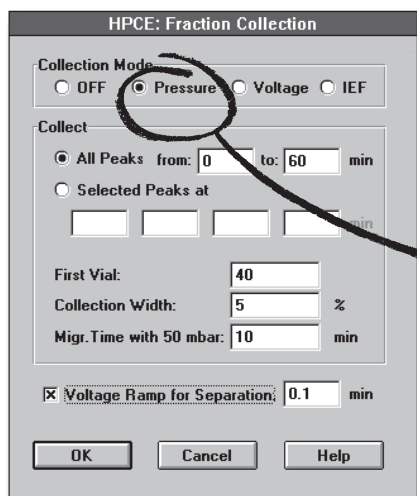 HPCE: Fraction Collection
Collection Mode
OFF Pressure Voltage IEF
Collect
All Peaks from: 0 to: 60 min
Selected Peaks at
min
First Vial: 40
Collection Width: 5 %
Migr.Time with 50 mbar: 10 min
Voltage Ramp for Separation, 0.1 min
OK Cancel Help